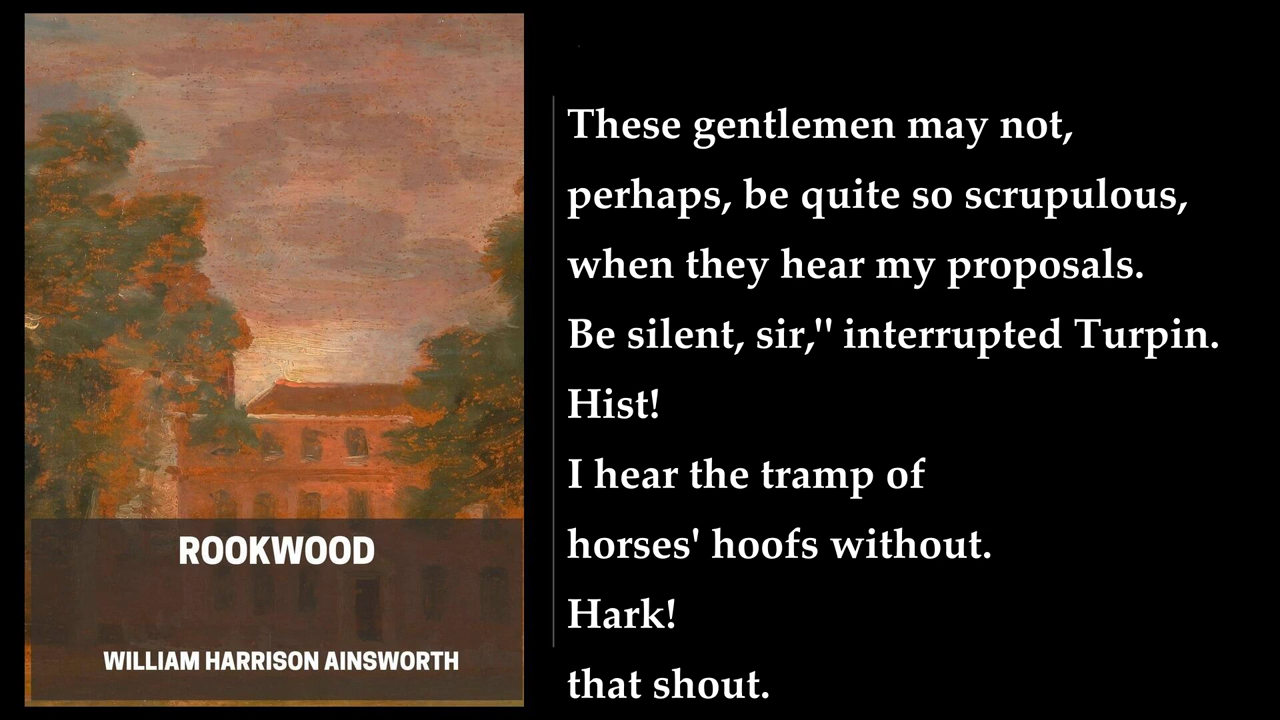 ROOKWOOD
WILLIAM HARRISON AINSWORTH
These gentlemen may not,
perhaps, be quite so scrupulous,
when they hear my proposals.
Be silent, sir,'' interrupted Turpin.
Hist!
I hear the tramp of
horses' hoofs without.
Hark!
that shout.